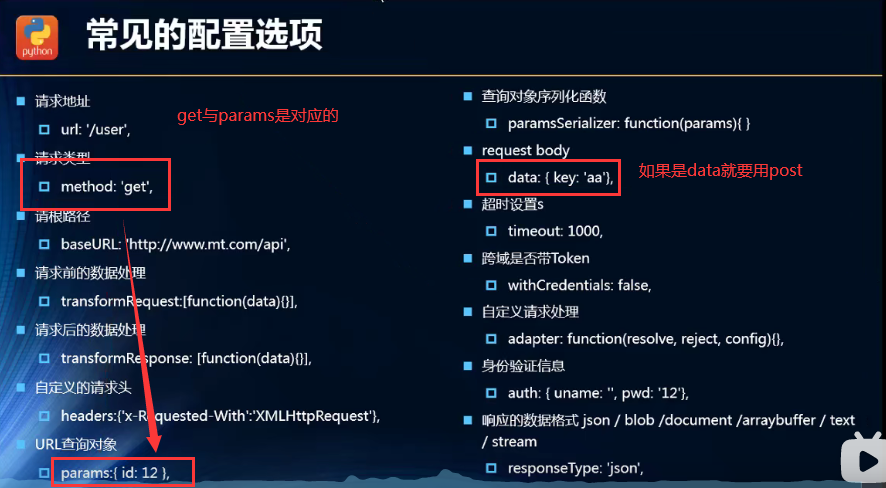 python
常见的配置选项
请求地址
url: '/user',
get与params是对应的
请求类型
method: 'get',
请根路径
baseURL: 'http://www.mt.com/api',
请求前的数据处理
transformRequest:[function(data){}],
请求后的数据处理
transformResponse: [function(data){}],
自定义的请求头
headers:{'x-Requested-With':'XMLHttpRequest'},
URL查询对象
params:{ id: 12 },
查询对象序列化函数
paramsSerializer: function(params){ }
request body
data: { key: 'aa'},
如果是data就要用post
超时设置s
timeout: 1000,
跨域是否带Token
withCredentials: false,
自定义请求处理
adapter: function(resolve, reject, config){},
身份验证信息
auth: { uname: '', pwd: '12'},
响应的数据格式 json / blob /document /arraybuffer / text
/ stream
responseType: 'json',